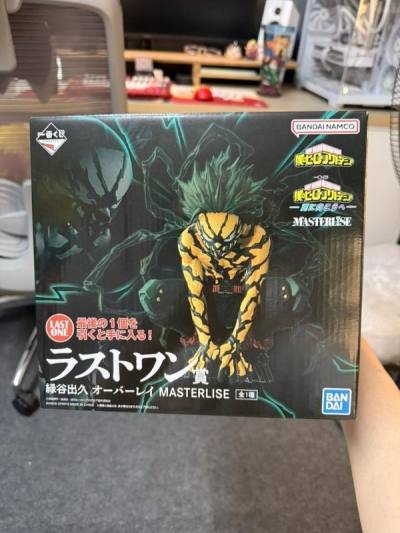 一番くじ
BANDAI NAMCO
僕のヒーローアカデミア
僕のヒーローアカデミア
MASTERLISE
LAST ONE
最後の1個を
引くと手に入る!
ラストワン賞
緑谷出久 オーバーレイ MASTERLISE 全1種
BAN
DAI